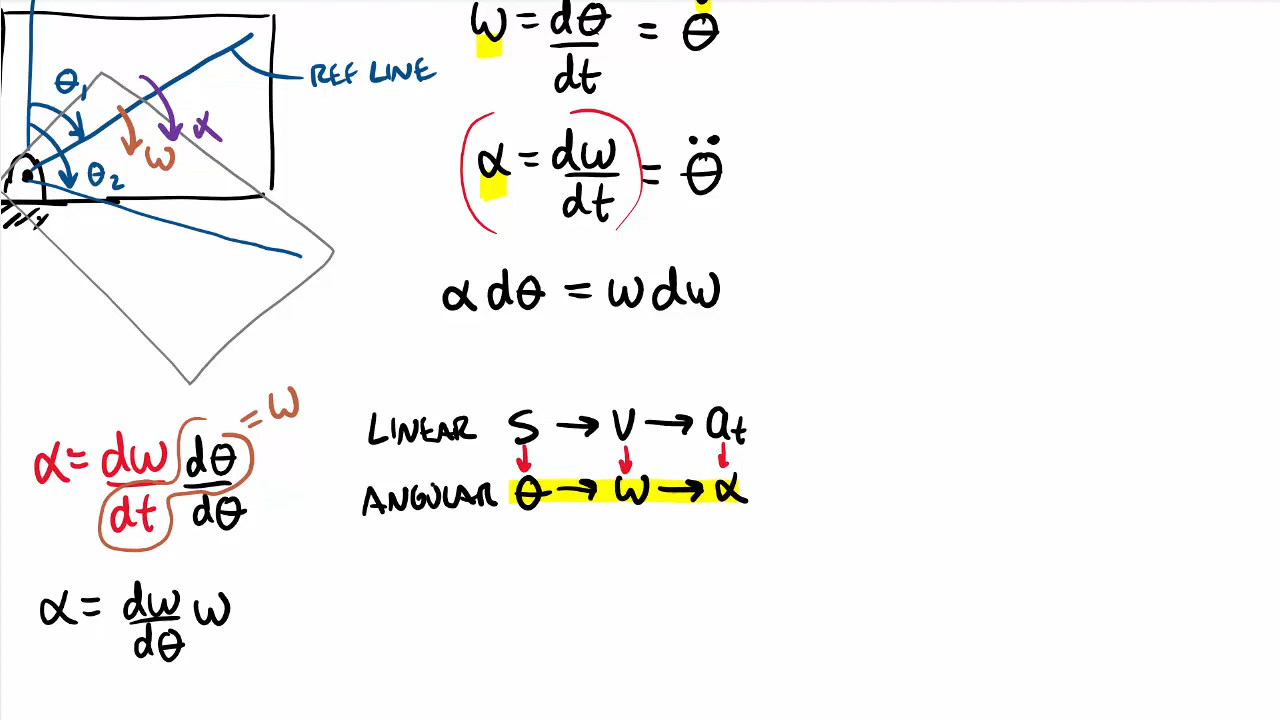 ω = dθ/dt = θ̇
REF LINE
θ₁
α
ω
θ₂
α = dω/dt = θ̈
α dθ = ω dω
LINEAR S → V → aₜ
ANGULAR θ → ω → α
α = dω/dt dθ/dθ = ω
α = dω/dθ ω